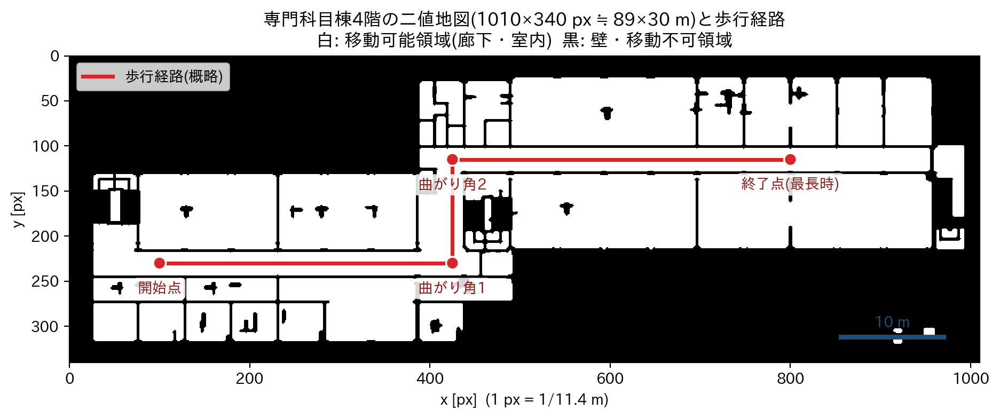 専門科目棟4階の二値地図(1010×340 px ≒ 89×30 m)と歩行経路
白: 移動可能領域(廊下・室内)  黒: 壁・移動不可領域
歩行経路(概略)
0
50
100
150
200
250
300
y [px]
曲がり角2
終了点(最長時)
開始点
曲がり角1
10 m
0
200
400
600
800
1000
x [px]  (1 px = 1/11.4 m)